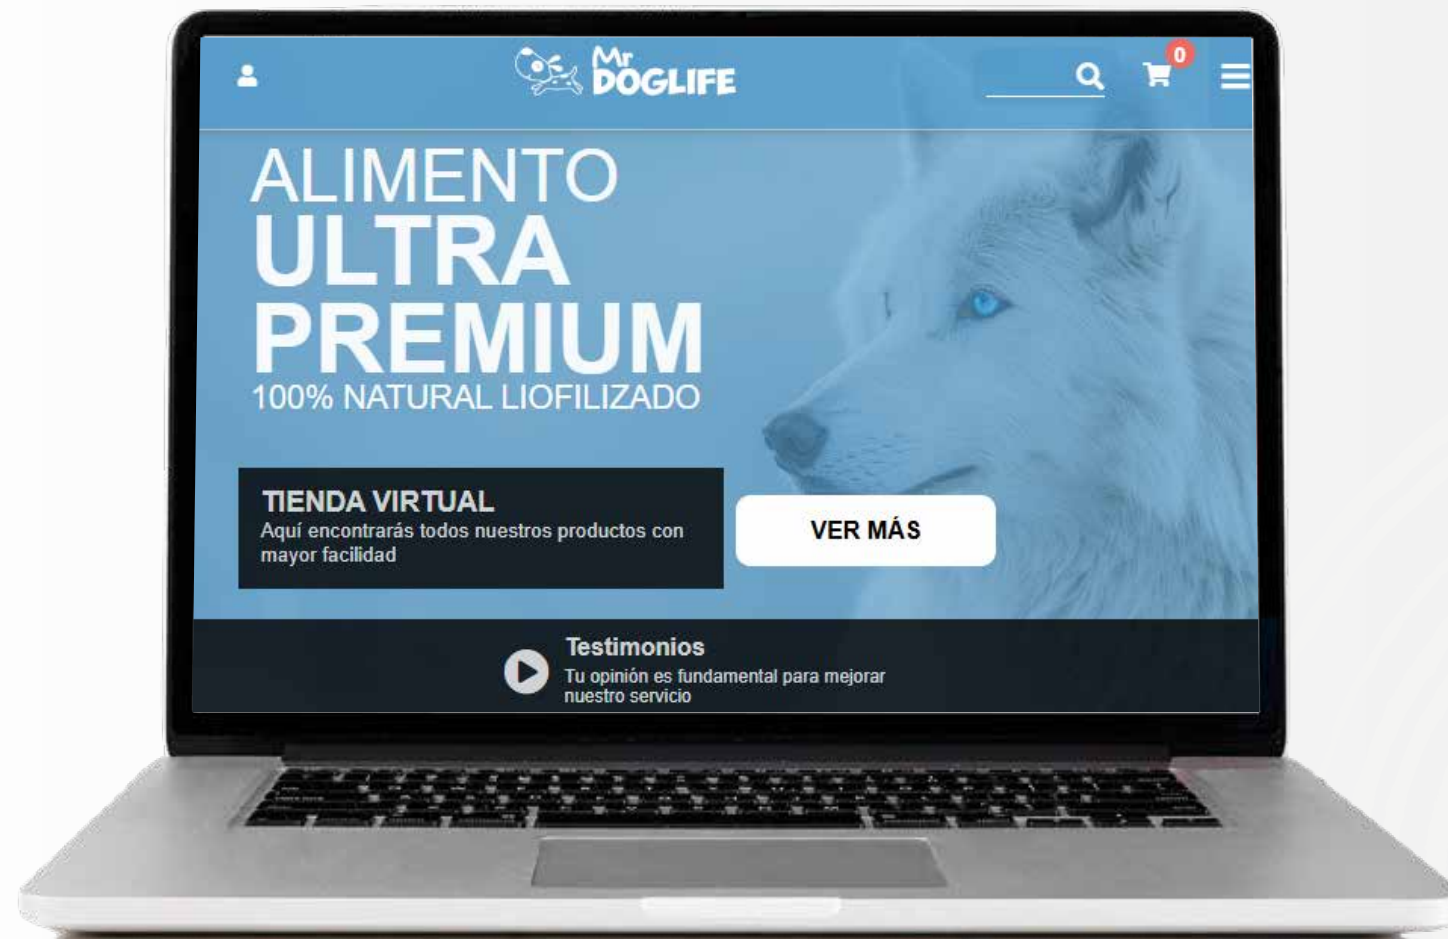 Mr
DOGLIFE
0
ALIMENTO
ULTRA
PREMIUM
100% NATURAL LIOFILIZADO
TIENDA VIRTUAL
Aquí encontrarás todos nuestros productos con
mayor facilidad
VER MÁS
Testimonios
Tu opinión es fundamental para mejorar
nuestro servicio